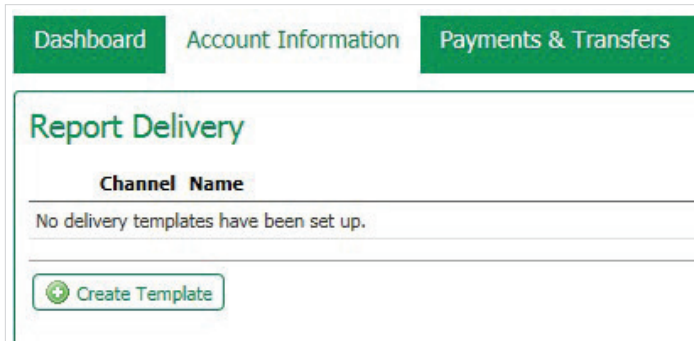 Dashboard Account Information Payments & Transfers
Report Delivery
Channel Name
No delivery templates have been set up.
Create Template